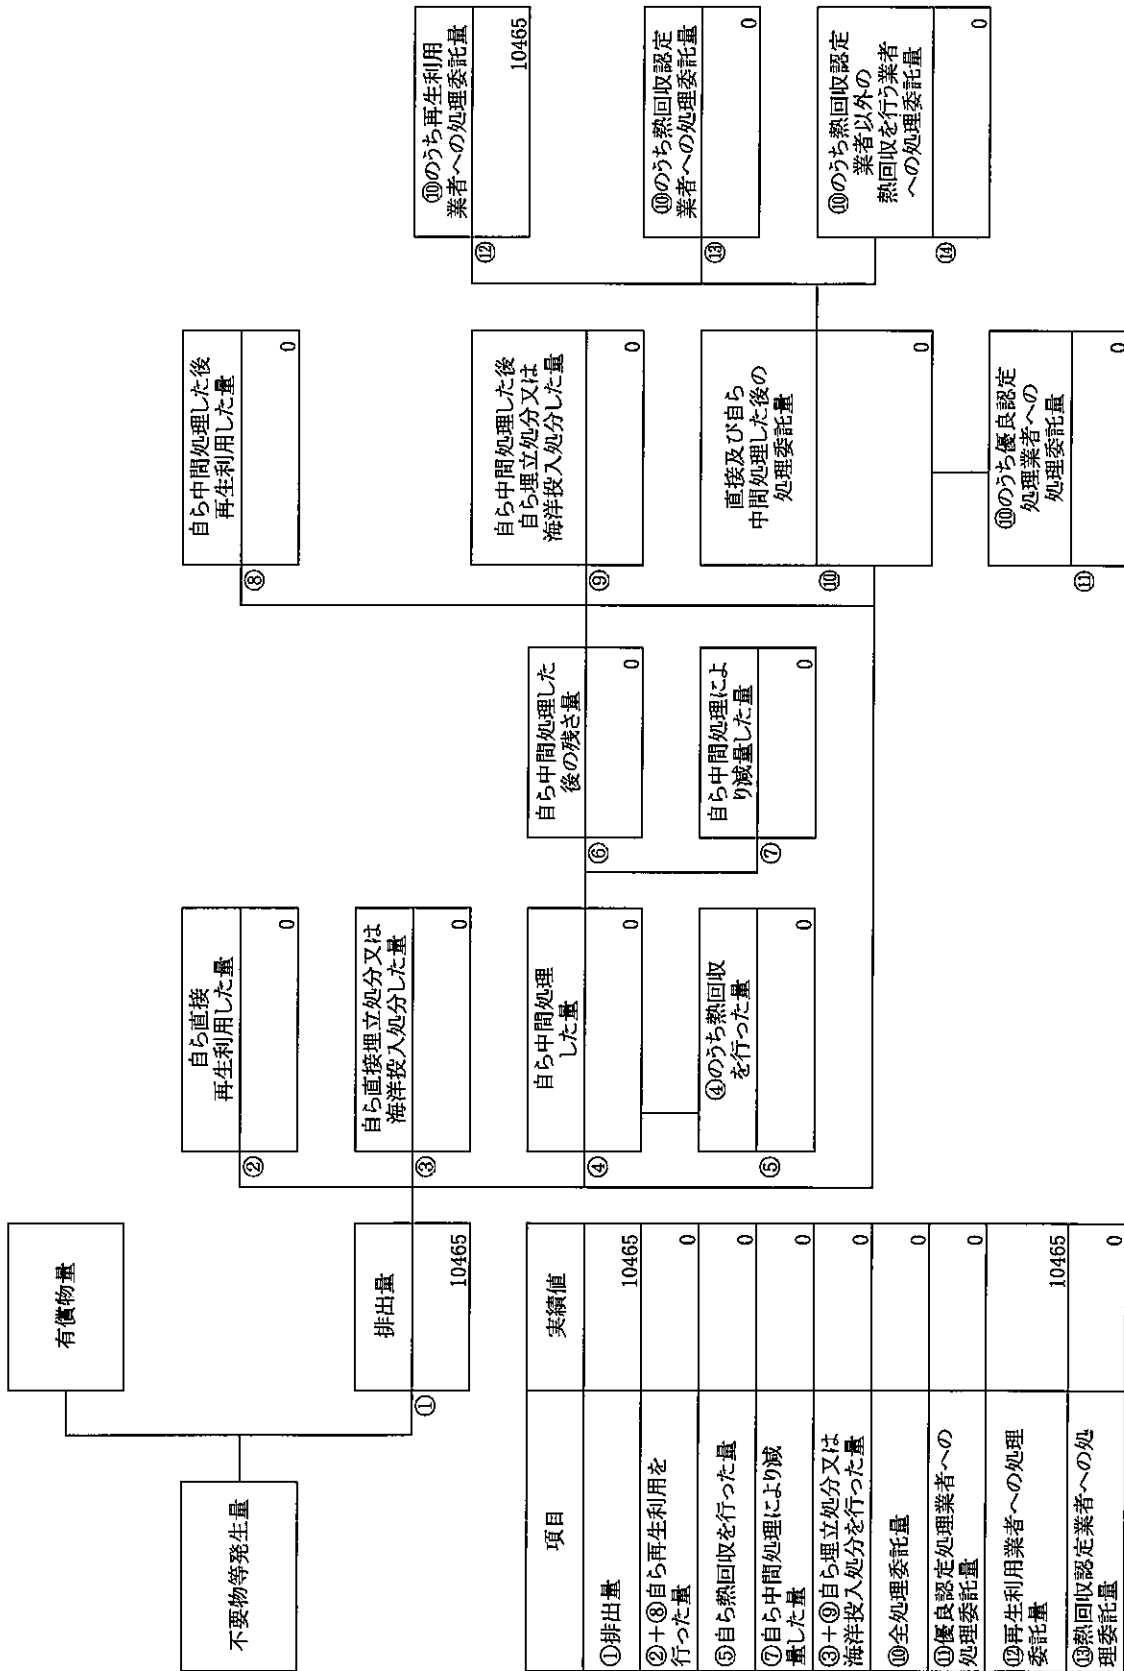 不要物等発生量
有償物量
①
排出量
10465
②
自ら直接
再生利用した量
0
③
自ら直接埋立処分又は
海洋投入処分した量
0
④
自ら中間処理
した量
0
⑤
④のうち熱回収
を行った量
0
⑥
自ら中間処理した
後の残さ量
0
⑦
自ら中間処理によ
り減量した量
0
⑧
自ら中間処理した後
再生利用した量
0
⑨
自ら中間処理した後
自ら埋立処分又は
海洋投入処分した量
0
⑩
直接及び自ら
中間処理した後の
処理委託量
0
⑪
⑩のうち優良認定
処理業者への
処理委託量
0
⑫
⑩のうち再生利用
業者への処理委託量
10465
⑬
⑩のうち熱回収認定
業者への処理委託量
0
⑭
⑩のうち熱回収認定
業者以外の
熱回収を行う業者
への処理委託量
0
項目 実績値
①排出量 10465
②+⑧自ら再生利用を
行った量 0
⑤自ら熱回収を行った量 0
⑦自ら中間処理により減
量した量 0
③+⑨自ら埋立処分又は
海洋投入処分を行った量 0
⑩全処理委託量 0
⑪優良認定処理業者への
処理委託量 0
⑫再生利用業者への処理
委託量 10465
⑬熱回収認定業者への処
理委託量 0